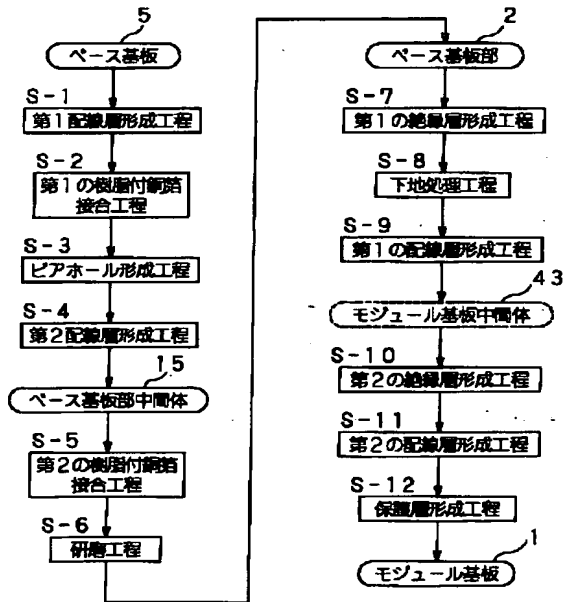 5
ベース基板
S-1
第1配線層形成工程
S-2
第1の樹脂付銅箔
接合工程
S-3
ビアホール形成工程
S-4
第2配線層形成工程
15
ベース基板部中間体
S-5
第2の樹脂付銅箔
接合工程
S-6
研磨工程
2
ベース基板部
S-7
第1の絶縁層形成工程
S-8
下地処理工程
S-9
第1の配線層形成工程
43
モジュール基板中間体
S-10
第2の絶縁層形成工程
S-11
第2の配線層形成工程
S-12
保護層形成工程
1
モジュール基板